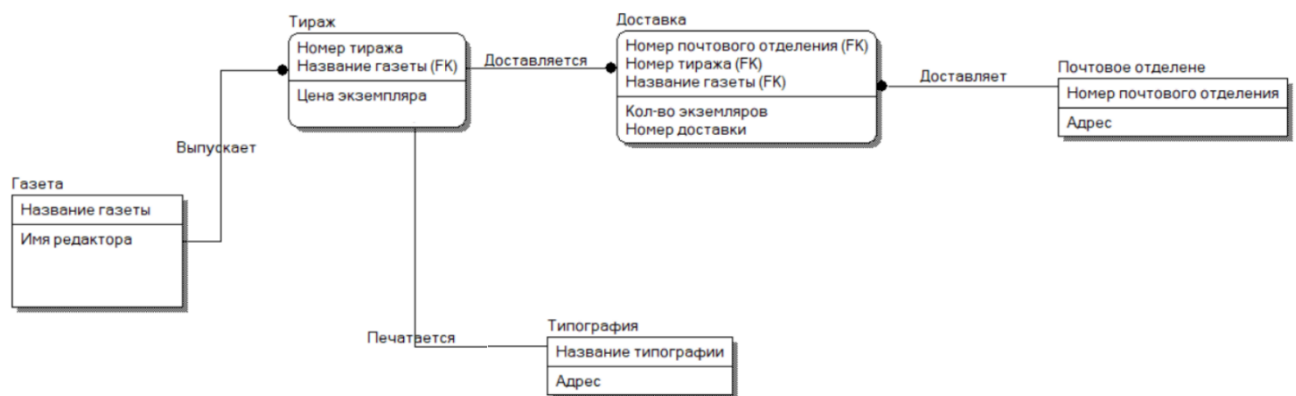 Тираж
Номер тиража
Название газеты (FK)
Цена экземпляра
Доставляется
Доставка
Номер почтового отделения (FK)
Номер тиража (FK)
Название газеты (FK)
Кол-во экземляров
Номер доставки
Доставляет
Почтовое отделене
Номер почтового отделения
Адрес
Выпускает
Газета
Название газеты
Имя редактора
Печатается
Типография
Название типографии
Адрес